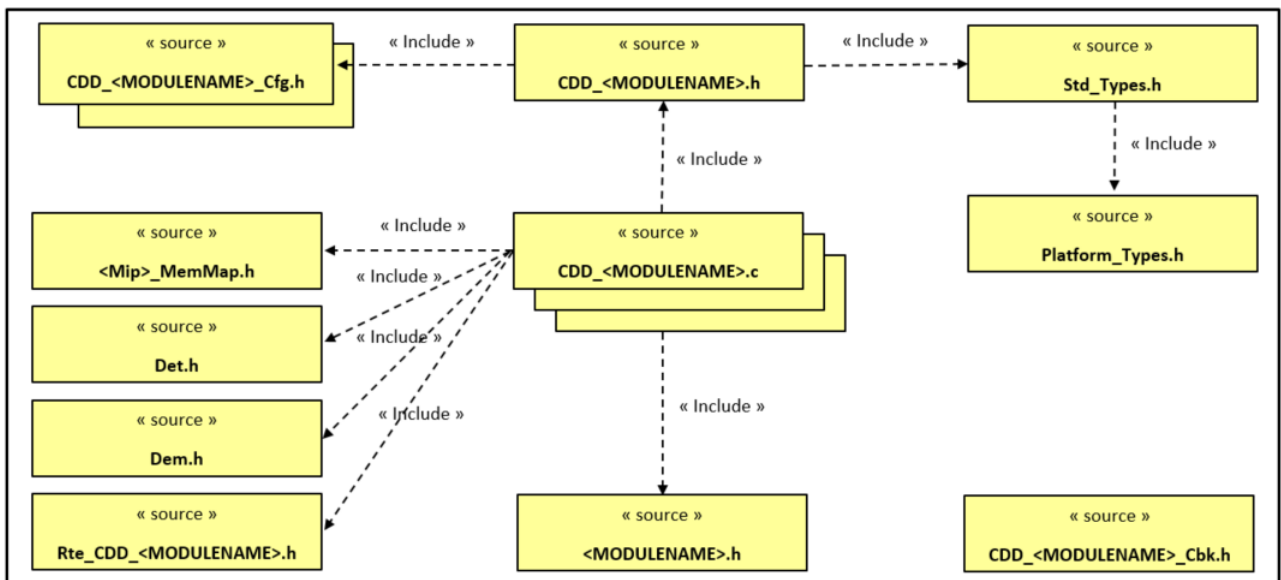 « source »
CDD_<MODULENAME>_Cfg.h
« Include »
« source »
CDD_<MODULENAME>.h
« Include »
« source »
Std_Types.h
« Include »
« Include »
« source »
<Mip>_MemMap.h
« Include »
« source »
CDD_<MODULENAME>.c
« source »
Platform_Types.h
« Include »
« source »
Det.h
« Include »
« source »
Dem.h
« Include »
« Include »
« source »
Rte_CDD_<MODULENAME>.h
« source »
<MODULENAME>.h
« source »
CDD_<MODULENAME>_Cbk.h